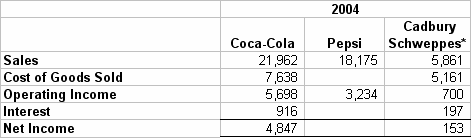 2004
Coca-Cola Pepsi Cadbury Schweppes*
Sales 21,962 18,175 5,861
Cost of Goods Sold 7,638 5,161
Operating Income 5,698 3,234 700
Interest 916 197
Net Income 4,847 153